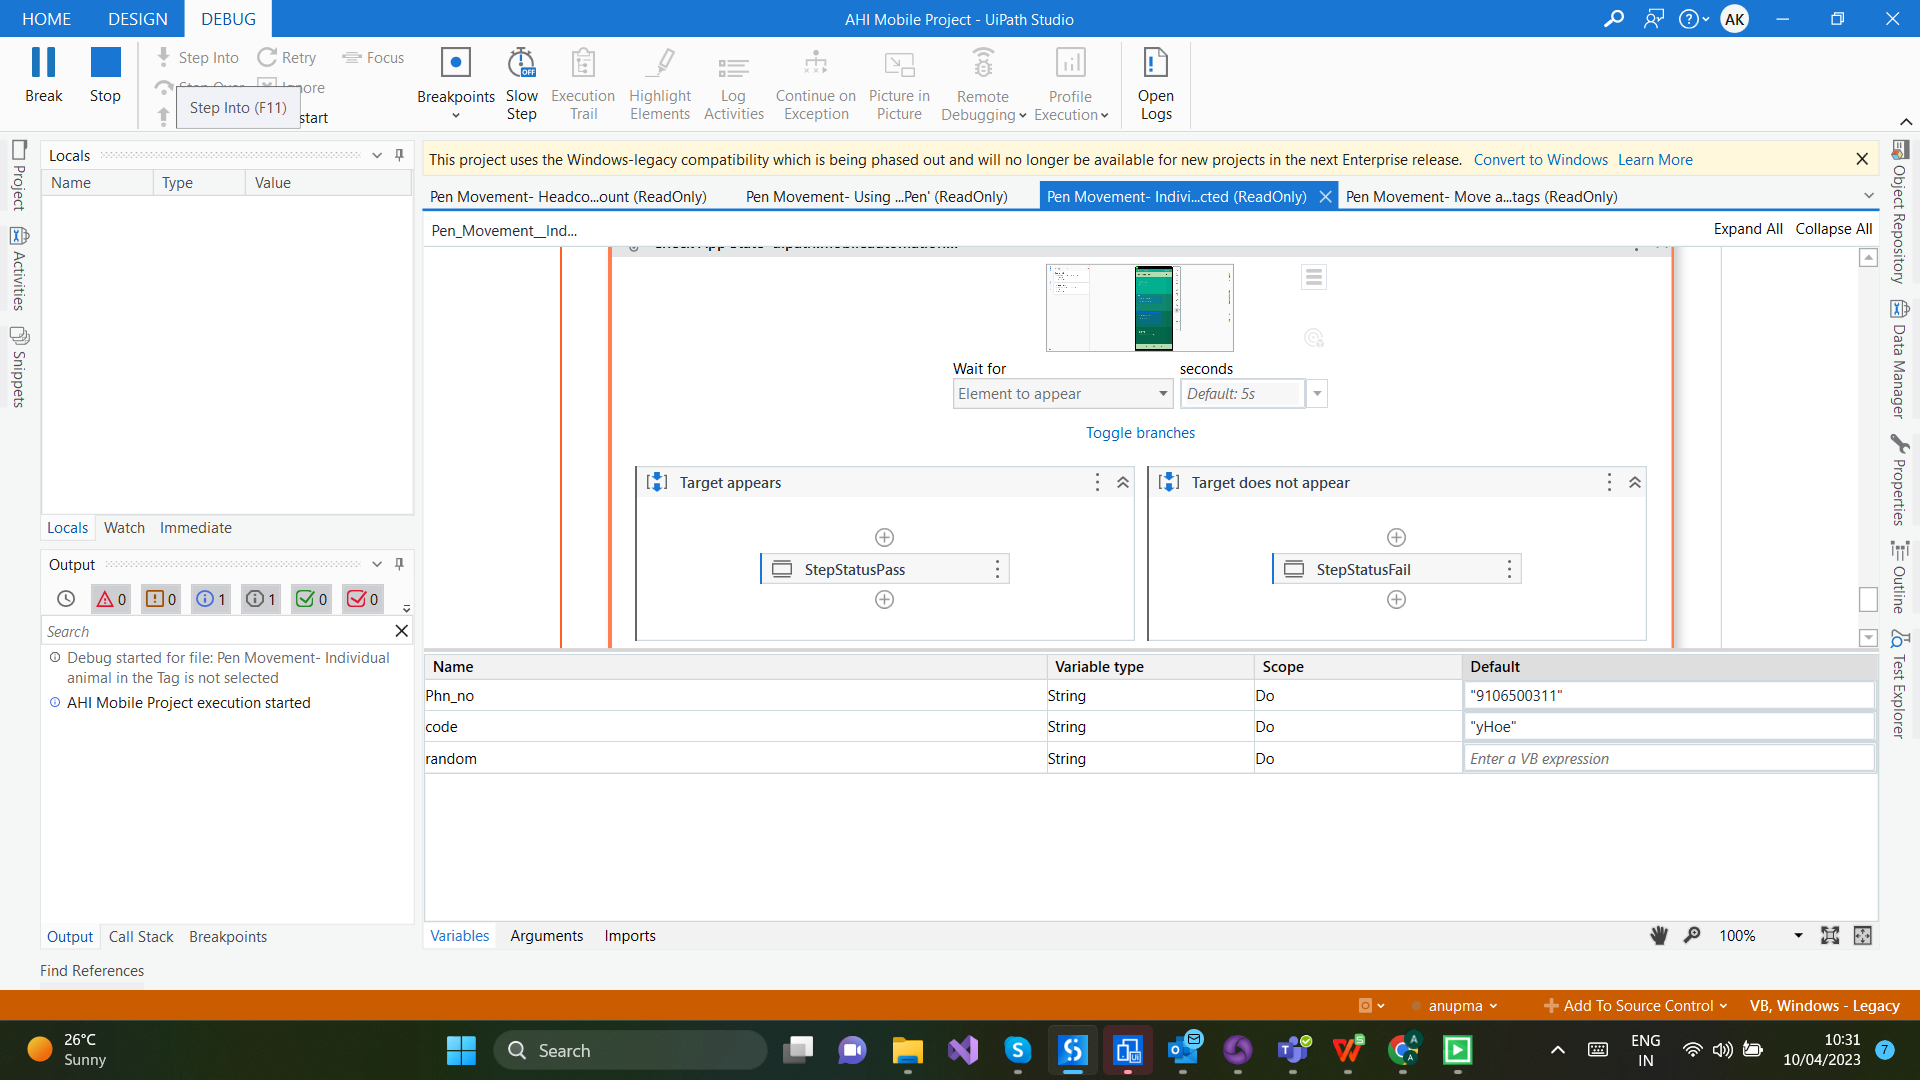 HOME
DESIGN
DEBUG
AHI Mobile Project - UiPath Studio
AK
Break
Stop
Step Into
Retry
Focus
Step Over
Ignore
Step Into (F11)
start
Breakpoints
Slow
Step
OFF
Execution
Trail
Highlight
Elements
Log
Activities
Continue on
Exception
Picture in
Picture
Remote
Debugging
Profile
Execution
Open
Logs
Project
Activities
Snippets
Locals
Name
Type
Value
Locals
Watch
Immediate
Output
0
0
1
1
0
0
Search
Debug started for file: Pen Movement- Individual
animal in the Tag is not selected
AHI Mobile Project execution started
Output
Call Stack
Breakpoints
Find References
This project uses the Windows-legacy compatibility which is being phased out and will no longer be available for new projects in the next Enterprise release. Convert to Windows Learn More
Pen Movement- Headco...ount (ReadOnly)
Pen Movement- Using ...Pen' (ReadOnly)
Pen Movement- Indivi...cted (ReadOnly)
Pen Movement- Move a...tags (ReadOnly)
Pen_Movement__Ind...
Expand All
Collapse All
Wait for
seconds
Element to appear
Default: 5s
Toggle branches
Target appears
Target does not appear
StepStatusPass
StepStatusFail
Name
Variable type
Scope
Default
Phn_no
String
Do
"9106500311"
code
String
Do
"yHoe"
random
String
Do
Enter a VB expression
Variables
Arguments
Imports
100%
Object Repository
Data Manager
Properties
Outline
Test Explorer
anupma
Add To Source Control
VB, Windows - Legacy
26°C
Sunny
Search
ENG
IN
10:31
10/04/2023
7